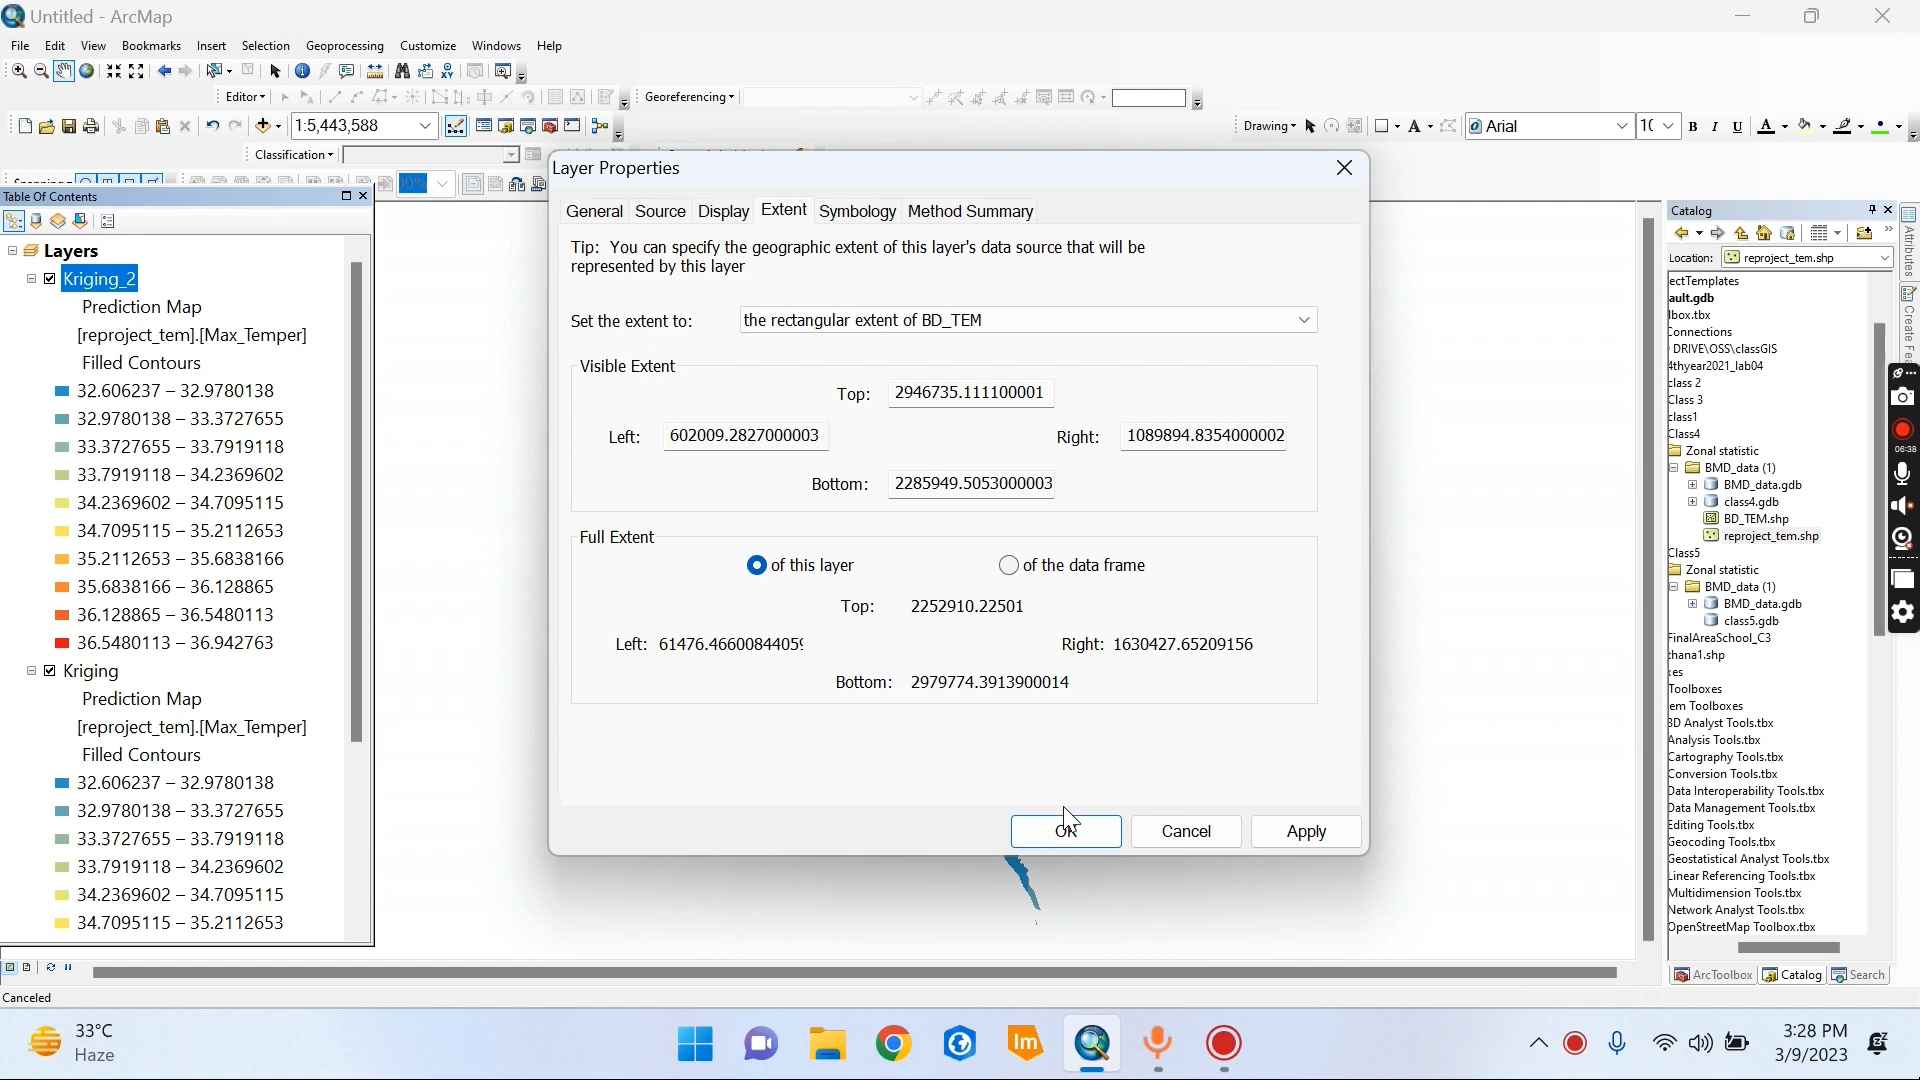 Untitled - ArcMap
File Edit View Bookmarks Insert Selection Geoprocessing Customize Windows Help
Editor Georeferencing
1:5,443,588 Drawing Arial 10 B I U A
Classification
Layer Properties
Table Of Contents
General Source Display Extent Symbology Method Summary
Tip: You can specify the geographic extent of this layer's data source that will be
represented by this layer
Set the extent to: the rectangular extent of BD_TEM
Visible Extent
Top: 2946735.111100001
Left: 602009.2827000003 Right: 1089894.8354000002
Bottom: 2285949.5053000003
Full Extent
of this layer of the data frame
Top: 2252910.22501
Left: 61476.46600844059 Right: 1630427.65209156
Bottom: 2979774.3913900014
OK Cancel Apply
Layers
Kriging_2
Prediction Map
[reproject_tem].[Max_Temper]
Filled Contours
32.606237 – 32.9780138
32.9780138 – 33.3727655
33.3727655 – 33.7919118
33.7919118 – 34.2369602
34.2369602 – 34.7095115
34.7095115 – 35.2112653
35.2112653 – 35.6838166
35.6838166 – 36.128865
36.128865 – 36.5480113
36.5480113 – 36.942763
Kriging
Prediction Map
[reproject_tem].[Max_Temper]
Filled Contours
32.606237 – 32.9780138
32.9780138 – 33.3727655
33.3727655 – 33.7919118
33.7919118 – 34.2369602
34.2369602 – 34.7095115
34.7095115 – 35.2112653
Catalog
Location: reproject_tem.shp
ectTemplates
ault.gdb
lbox.tbx
Connections
DRIVE\OSS\classGIS
4thyear2021_lab04
class 2
Class 3
class1
Class4
Zonal statistic
BMD_data (1)
BMD_data.gdb
class4.gdb
BD_TEM.shp
reproject_tem.shp
Class5
Zonal statistic
BMD_data (1)
BMD_data.gdb
class5.gdb
FinalAreaSchool_C3
thana1.shp
es
Toolboxes
em Toolboxes
3D Analyst Tools.tbx
Analysis Tools.tbx
Cartography Tools.tbx
Conversion Tools.tbx
Data Interoperability Tools.tbx
Data Management Tools.tbx
Editing Tools.tbx
Geocoding Tools.tbx
Geostatistical Analyst Tools.tbx
Linear Referencing Tools.tbx
Multidimension Tools.tbx
Network Analyst Tools.tbx
OpenStreetMap Toolbox.tbx
ArcToolbox Catalog Search
Attributes
Create Fea
06:38
Canceled
33°C
Haze
Im
3:28 PM
3/9/2023